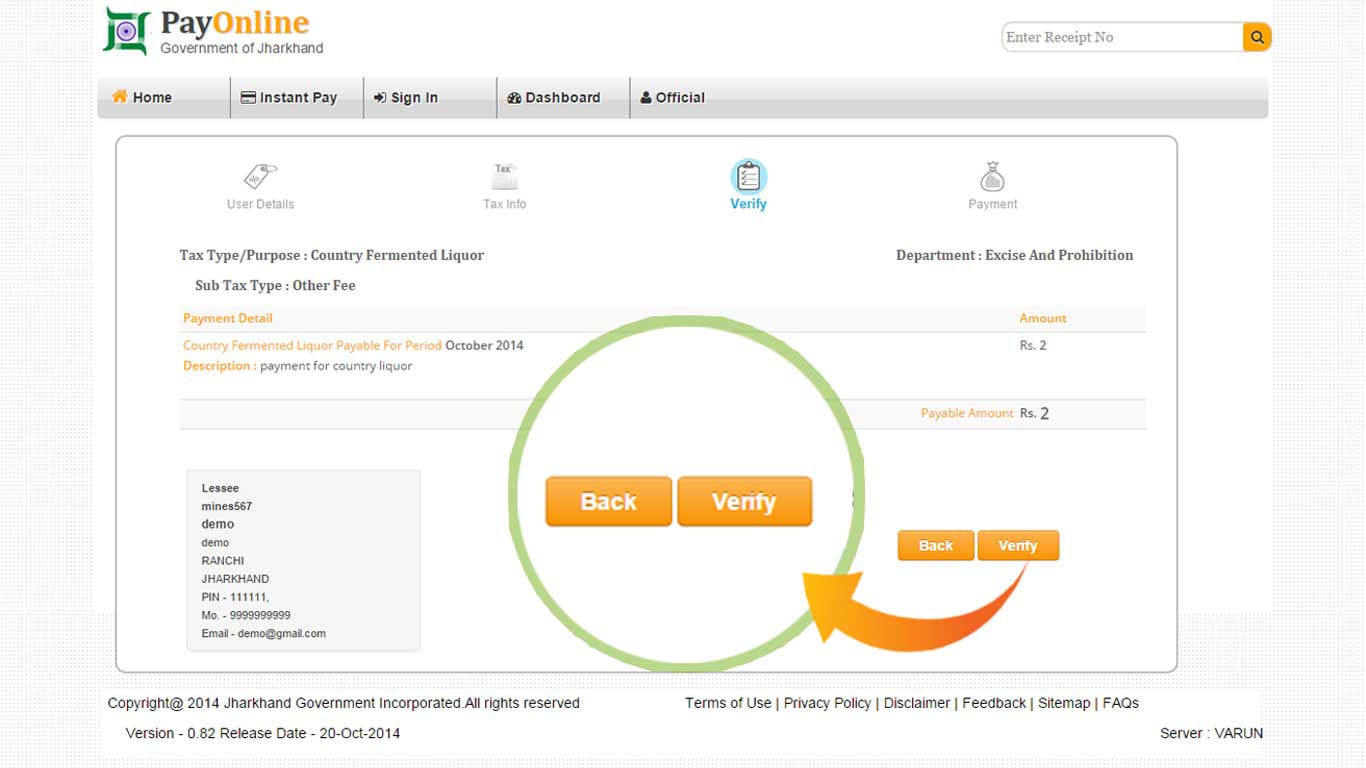 PayOnline
Government of Jharkhand
Enter Receipt No
Home Instant Pay Sign In Dashboard Official
Tax
User Details Tax Info Verify Payment
Tax Type/Purpose : Country Fermented Liquor Department : Excise And Prohibition
Sub Tax Type : Other Fee
Payment Detail Amount
Country Fermented Liquor Payable For Period October 2014 Rs. 2
Description : payment for country liquor
Payable Amount Rs. 2
Lessee
mines567
demo
demo
RANCHI
JHARKHAND
PIN - 111111,
Mo. - 9999999999
Email - demo@gmail.com
Back Verify
Back Verify
Copyright@ 2014 Jharkhand Government Incorporated.All rights reserved Terms of Use | Privacy Policy | Disclaimer | Feedback | Sitemap | FAQs
Version - 0.82 Release Date - 20-Oct-2014 Server : VARUN